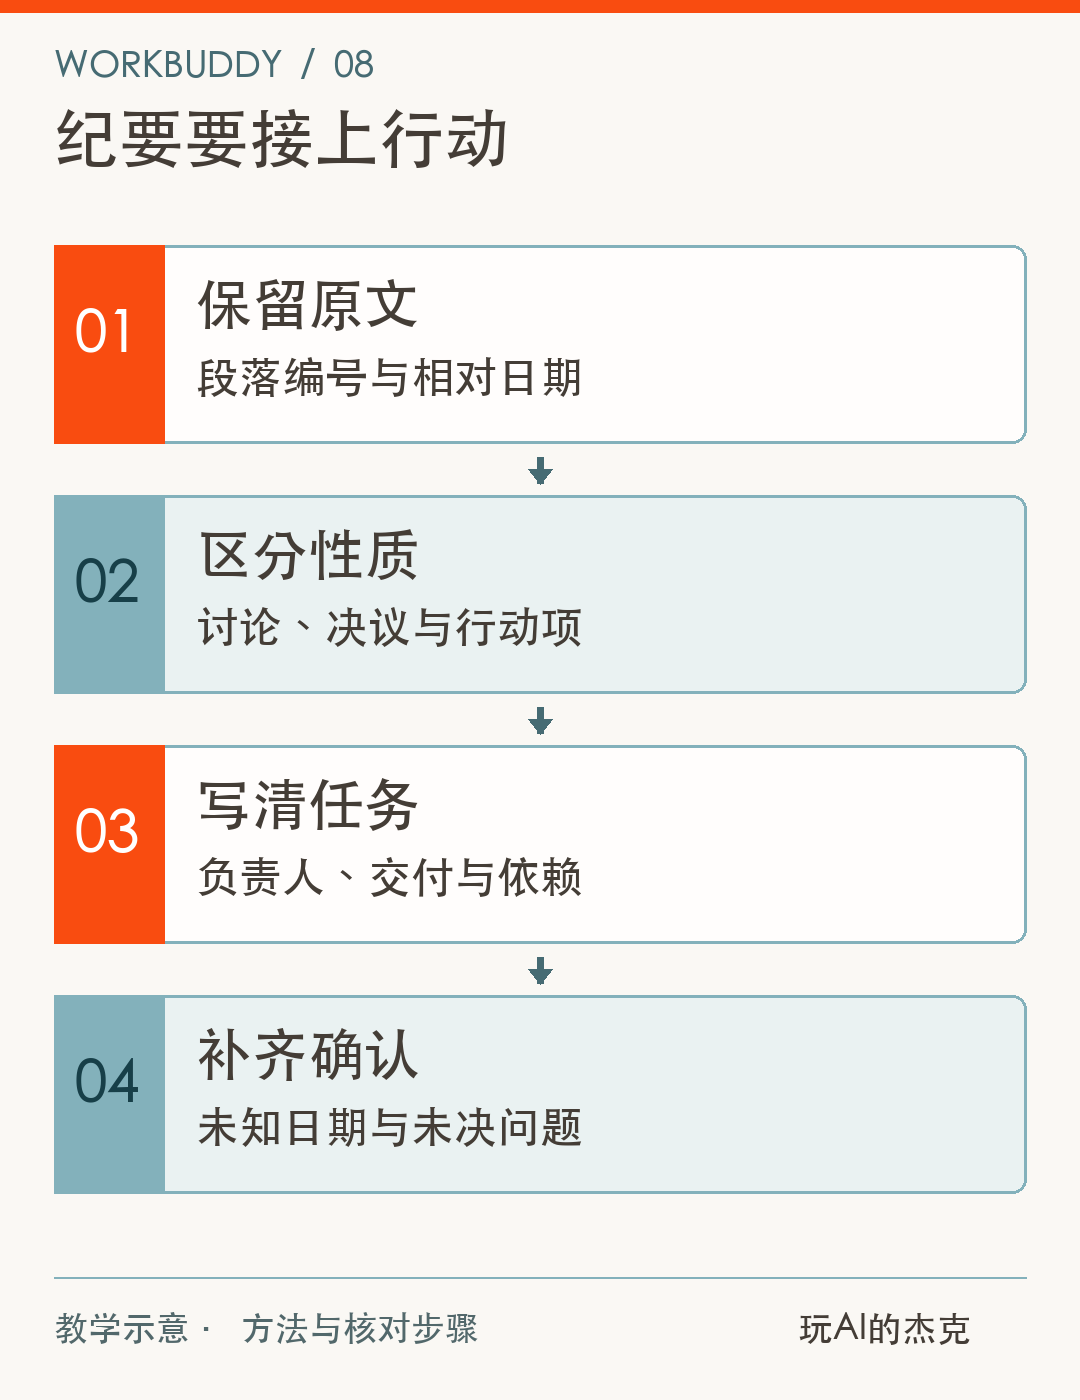 WORKBUDDY / 08
纪要要接上行动
01
保留原文
段落编号与相对日期
02
区分性质
讨论、决议与行动项
03
写清任务
负责人、交付与依赖
04
补齐确认
未知日期与未决问题
教学示意 · 方法与核对步骤
玩AI的杰克